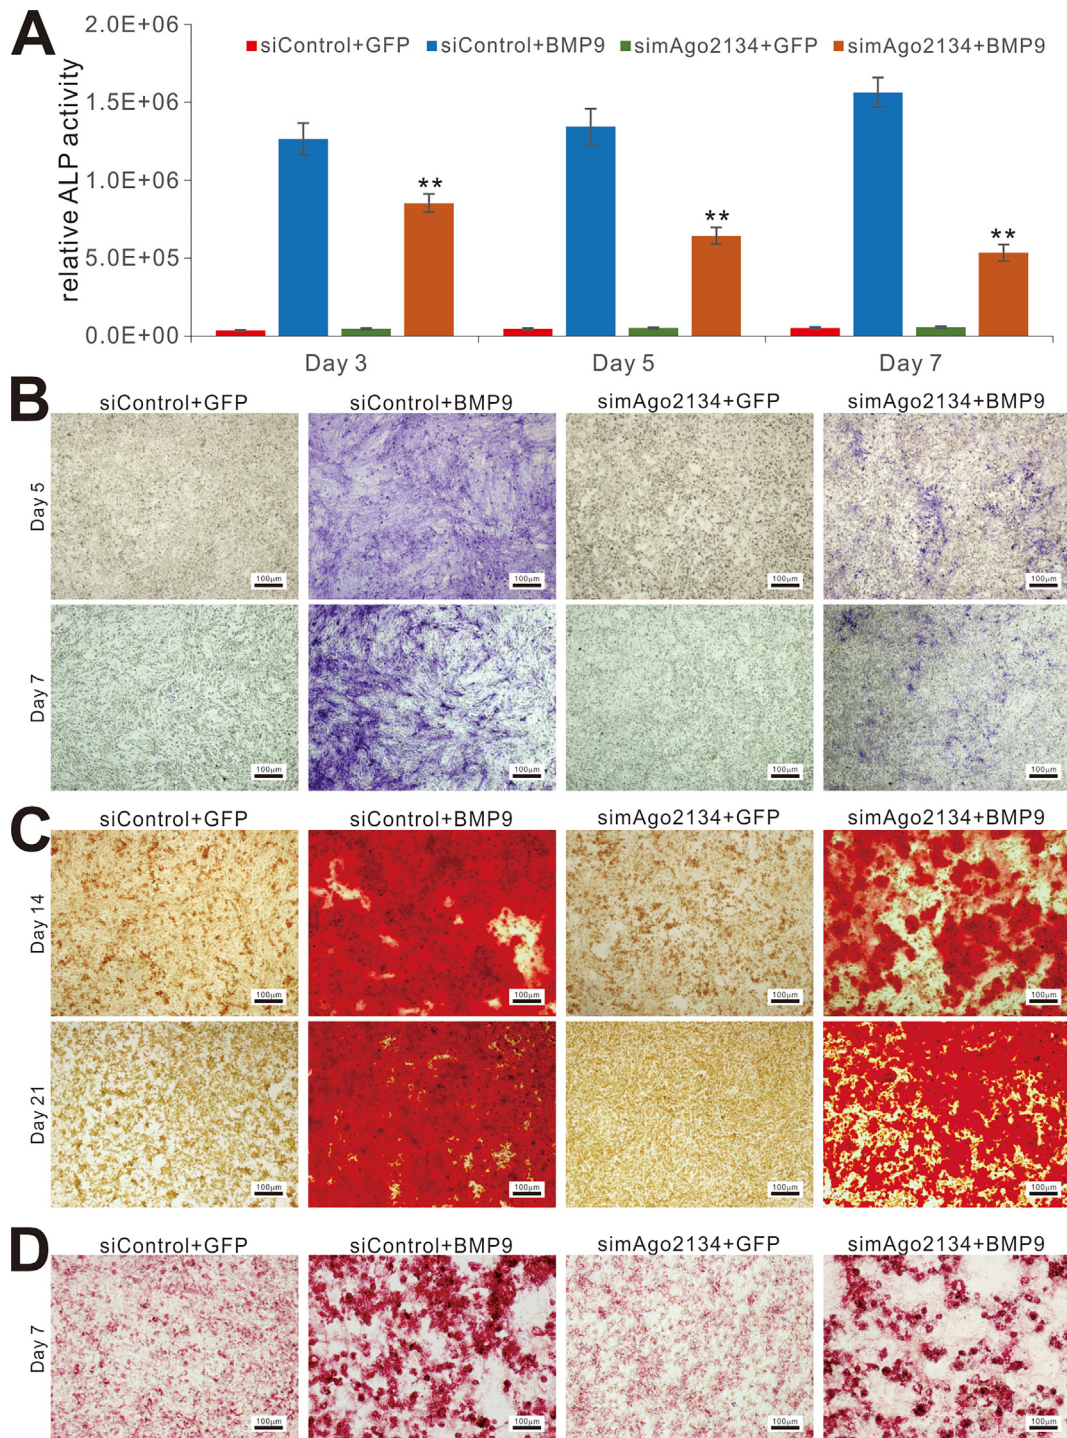 A
2.0E+06
siControl+GFP siControl+BMP9 simAgo2134+GFP simAgo2134+BMP9
1.5E+06
1.0E+06
5.0E+05
0.0E+00
relative ALP activity
**
**
**
Day 3 Day 5 Day 7
B
siControl+GFP siControl+BMP9 simAgo2134+GFP simAgo2134+BMP9
Day 5
100μm 100μm 100μm 100μm
Day 7
100μm 100μm 100μm 100μm
C
siControl+GFP siControl+BMP9 simAgo2134+GFP simAgo2134+BMP9
Day 14
100μm 100μm 100μm 100μm
Day 21
100μm 100μm 100μm 100μm
D
siControl+GFP siControl+BMP9 simAgo2134+GFP simAgo2134+BMP9
Day 7
100μm 100μm 100μm 100μm